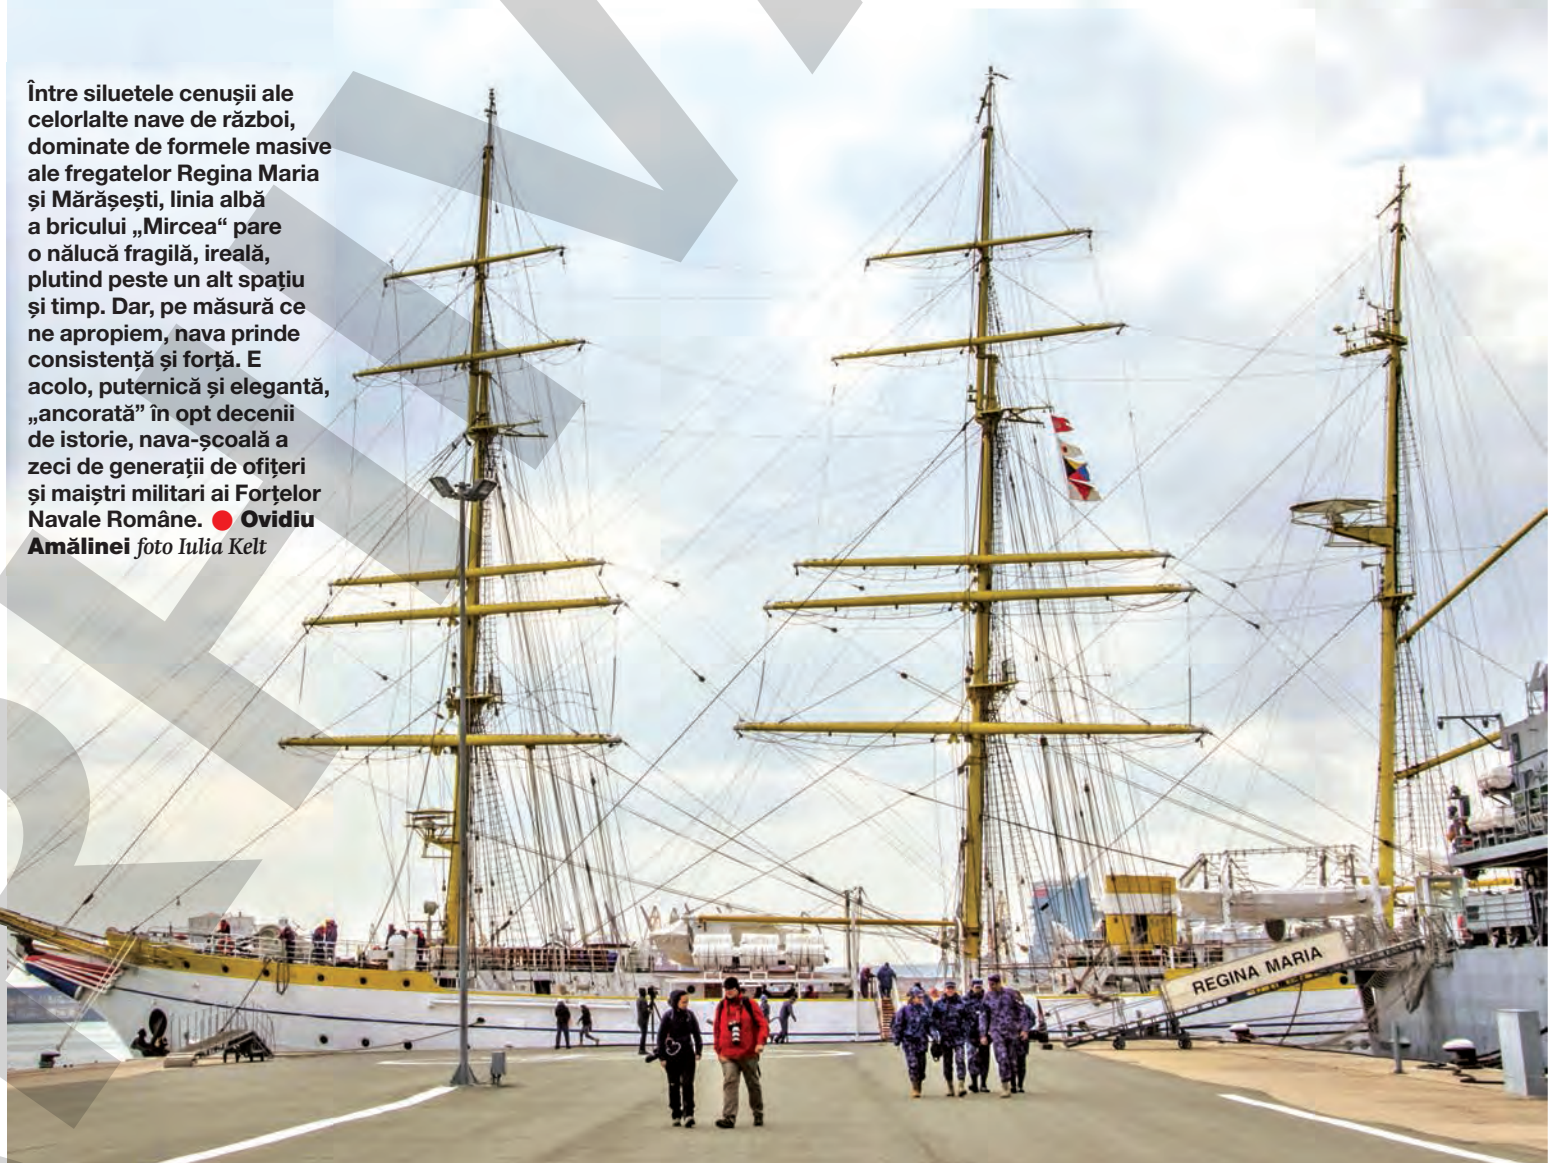 Între siluetele cenușii ale
celorlalte nave de război,
dominate de formele masive
ale fregatelor Regina Maria
și Mărășești, linia albă
a bricului „Mircea“ pare
o nălucă fragilă, ireală,
plutind peste un alt spațiu
și timp. Dar, pe măsură ce
ne apropiem, nava prinde
consistență și forță. E
acolo, puternică și elegantă,
„ancorată” în opt decenii
de istorie, nava-școală a
zeci de generații de ofițeri
și maiștri militari ai Forțelor
Navale Române. ● Ovidiu
Amălinei foto Iulia Kelt
REGINA MARIA